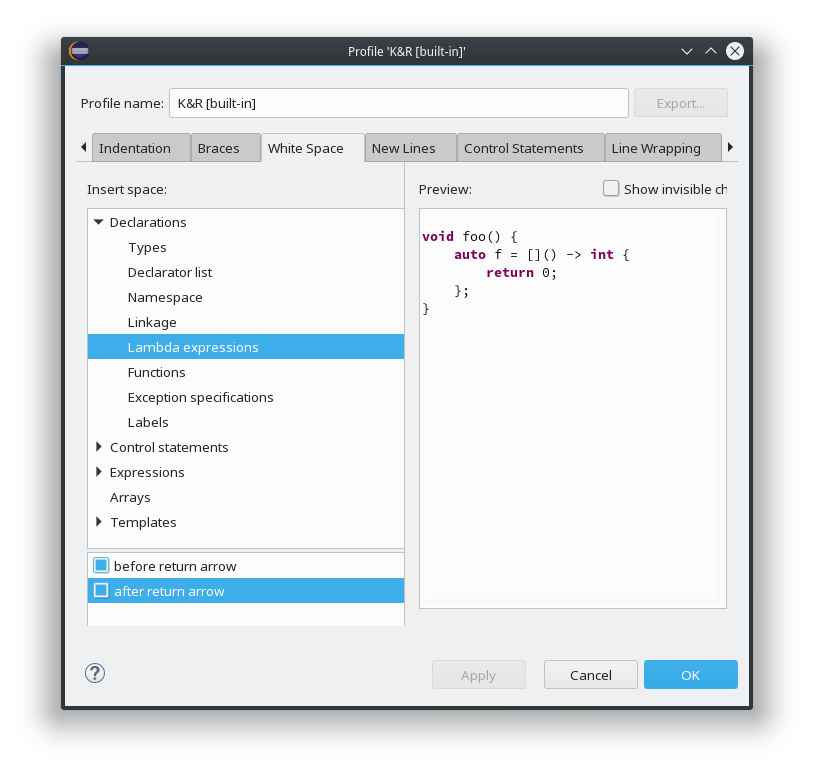 Profile 'K&R [built-in]'
Profile name: K&R [built-in] Export...
Indentation Braces White Space New Lines Control Statements Line Wrapping
Insert space:
Declarations
Types
Declarator list
Namespace
Linkage
Lambda expressions
Functions
Exception specifications
Labels
Control statements
Expressions
Arrays
Templates
before return arrow
after return arrow
Preview: Show invisible ch
void foo() {
    auto f = []() -> int {
        return 0;
    };
}
? Apply Cancel OK